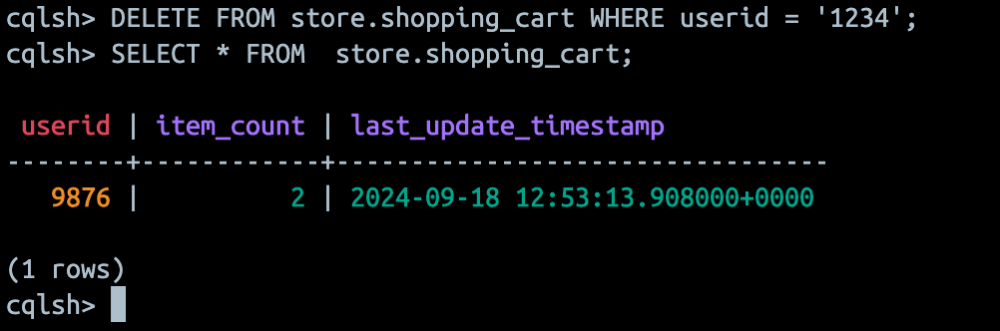 cqlsh> DELETE FROM store.shopping_cart WHERE userid = '1234';
cqlsh> SELECT * FROM  store.shopping_cart;
 userid | item_count | last_update_timestamp
--------+------------+---------------------------------
   9876 |          2 | 2024-09-18 12:53:13.908000+0000
(1 rows)
cqlsh>